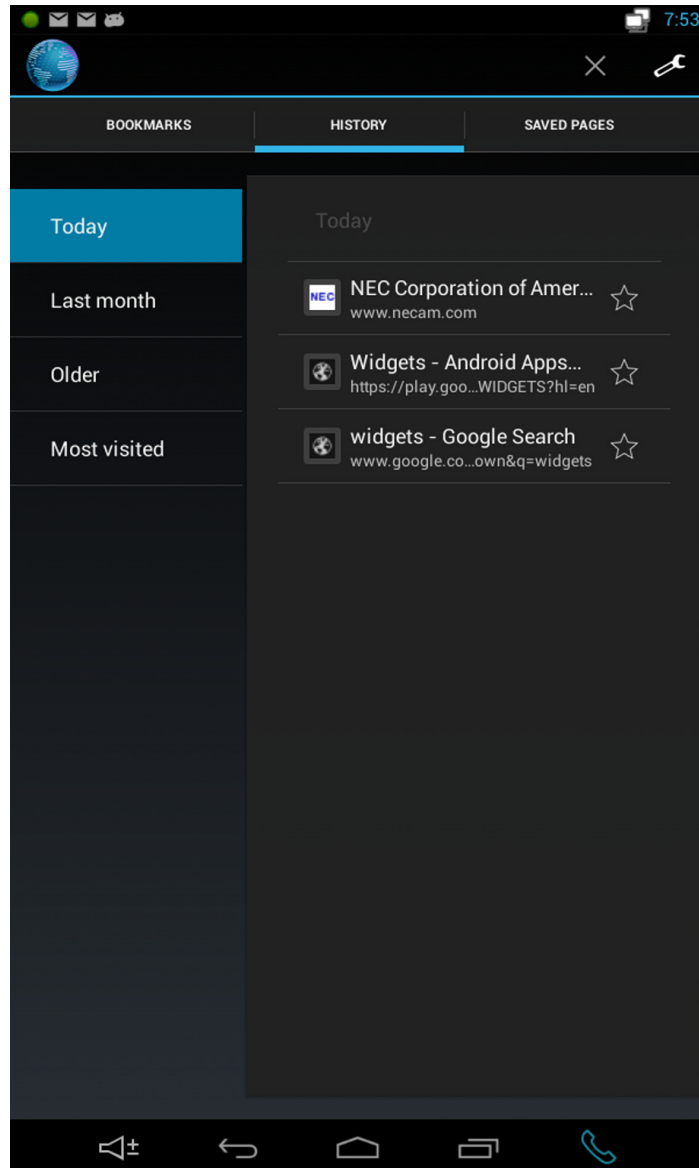 7:53
BOOKMARKS HISTORY SAVED PAGES
Today
Last month
Older
Most visited
Today
NEC
NEC Corporation of Amer...
www.necam.com
Widgets - Android Apps...
https://play.goo...WIDGETS?hl=en
widgets - Google Search
www.google.co...own&q=widgets